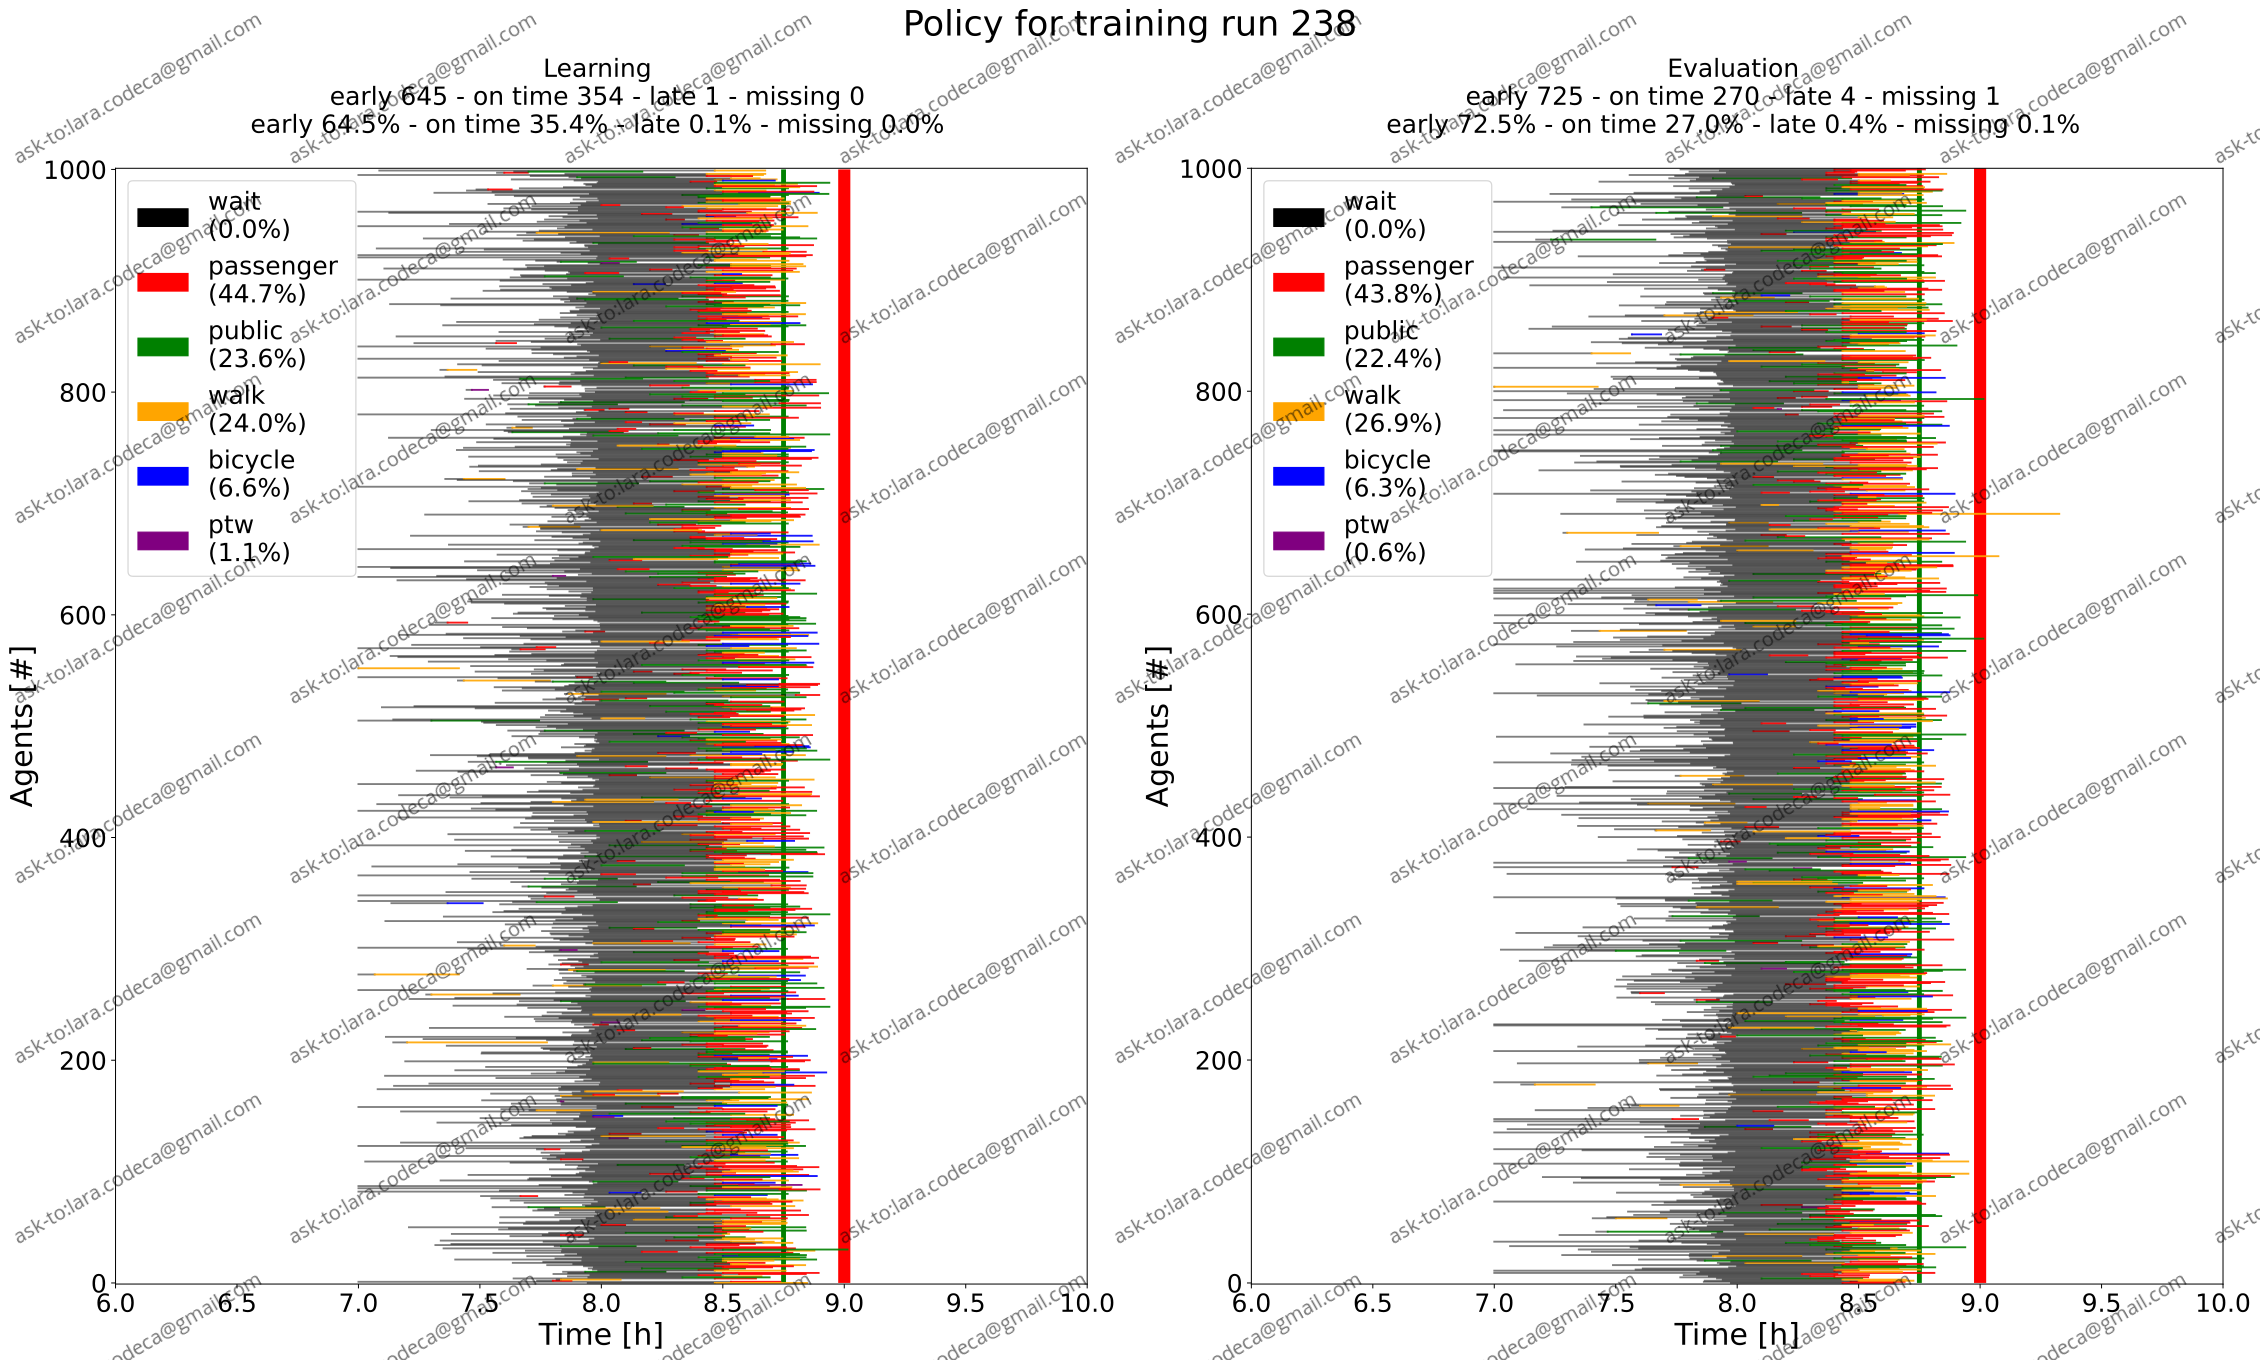 Policy for training run 238
Learning
early 645 - on time 354 - late 1 - missing 0
early 64.5% - on time 35.4% - late 0.1% - missing 0.0%
Evaluation
early 725 - on time 270 - late 4 - missing 1
early 72.5% - on time 27.0% - late 0.4% - missing 0.1%
wait
(0.0%)
passenger
(44.7%)
public
(23.6%)
walk
(24.0%)
bicycle
(6.6%)
ptw
(1.1%)
Agents [#]
1000
800
600
400
200
0
6.0 6.5 7.0 7.5 8.0 8.5 9.0 9.5 10.0
Time [h]
wait
(0.0%)
passenger
(43.8%)
public
(22.4%)
walk
(26.9%)
bicycle
(6.3%)
ptw
(0.6%)
Agents [#]
1000
800
600
400
200
0
6.0 6.5 7.0 7.5 8.0 8.5 9.0 9.5 10.0
Time [h]
ask-to:lara.codeca@gmail.com